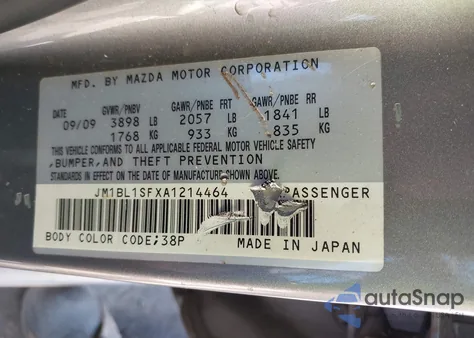 MFD. BY MAZDA MOTOR CORPORATION
DATE GVWR/PNBV GAWR/PNBE FRT GAWR/PNBE RR
09/09 3898 LB 2057 LB 1841 LB
1768 KG 933 KG 835 KG
THIS VEHICLE CONFORMS TO ALL APPLICABLE FEDERAL MOTOR VEHICLE SAFETY
,BUMPER,AND THEFT PREVENTION
STANDARDS IN EFFECT ON THE DATE OF MANUFACTURE SHOWN ABOVE.
JM1BL1SFXA1214464 PASSENGER
BODY COLOR CODE;38P MADE IN JAPAN
autoSnap